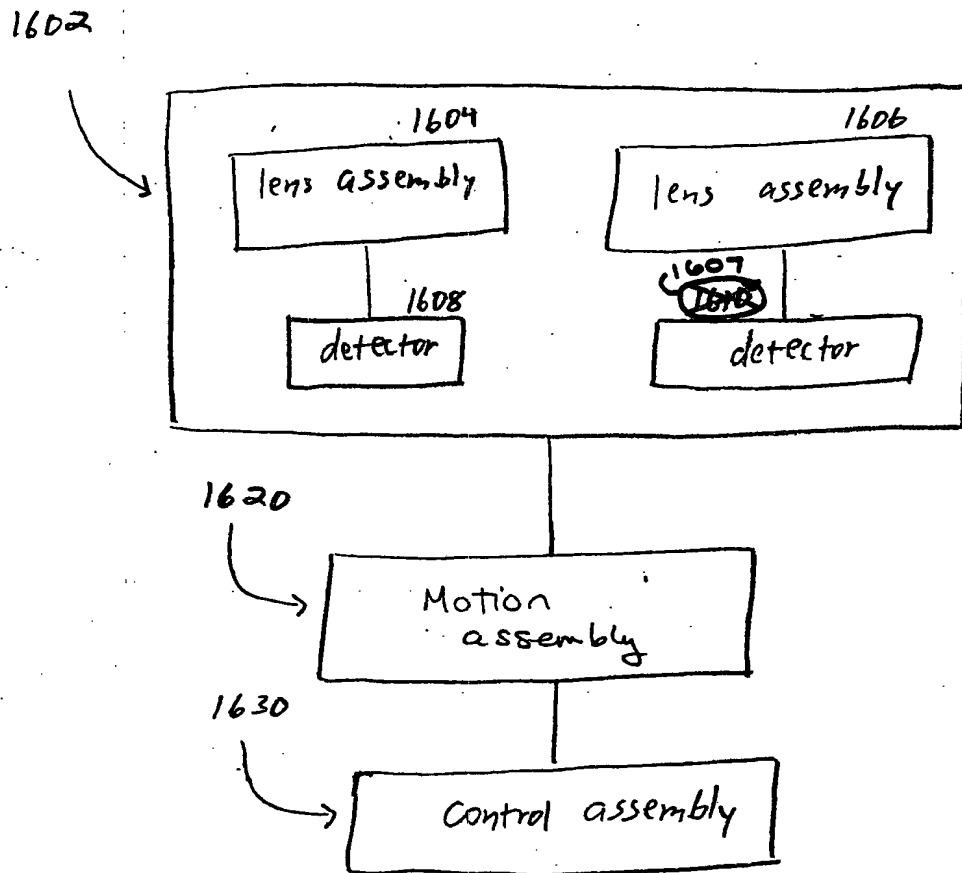 1602
1604
1606
lens assembly
lens assembly
1607
1608
detector
detector
1620
Motion
assembly
1630
Control assembly